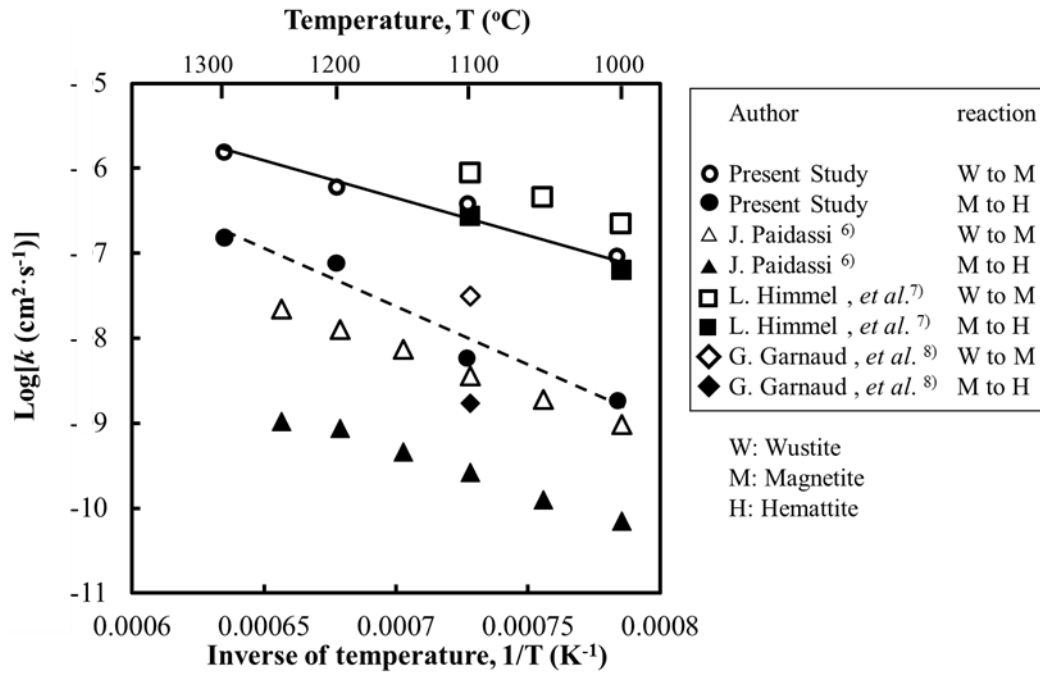 Temperature, T (°C)
1300 1200 1100 1000
- 5
- 6
- 7
- 8
- 9
-10
-11
Log[k (cm²·s⁻¹)]
0.0006 0.00065 0.0007 0.00075 0.0008
Inverse of temperature, 1/T (K⁻¹)
Author reaction
Present Study W to M
Present Study M to H
J. Paidassi ⁶⁾ W to M
J. Paidassi ⁶⁾ M to H
L. Himmel , et al.⁷⁾ W to M
L. Himmel , et al. ⁷⁾ M to H
G. Garnaud , et al. ⁸⁾ W to M
G. Garnaud , et al. ⁸⁾ M to H
W: Wustite
M: Magnetite
H: Hemattite